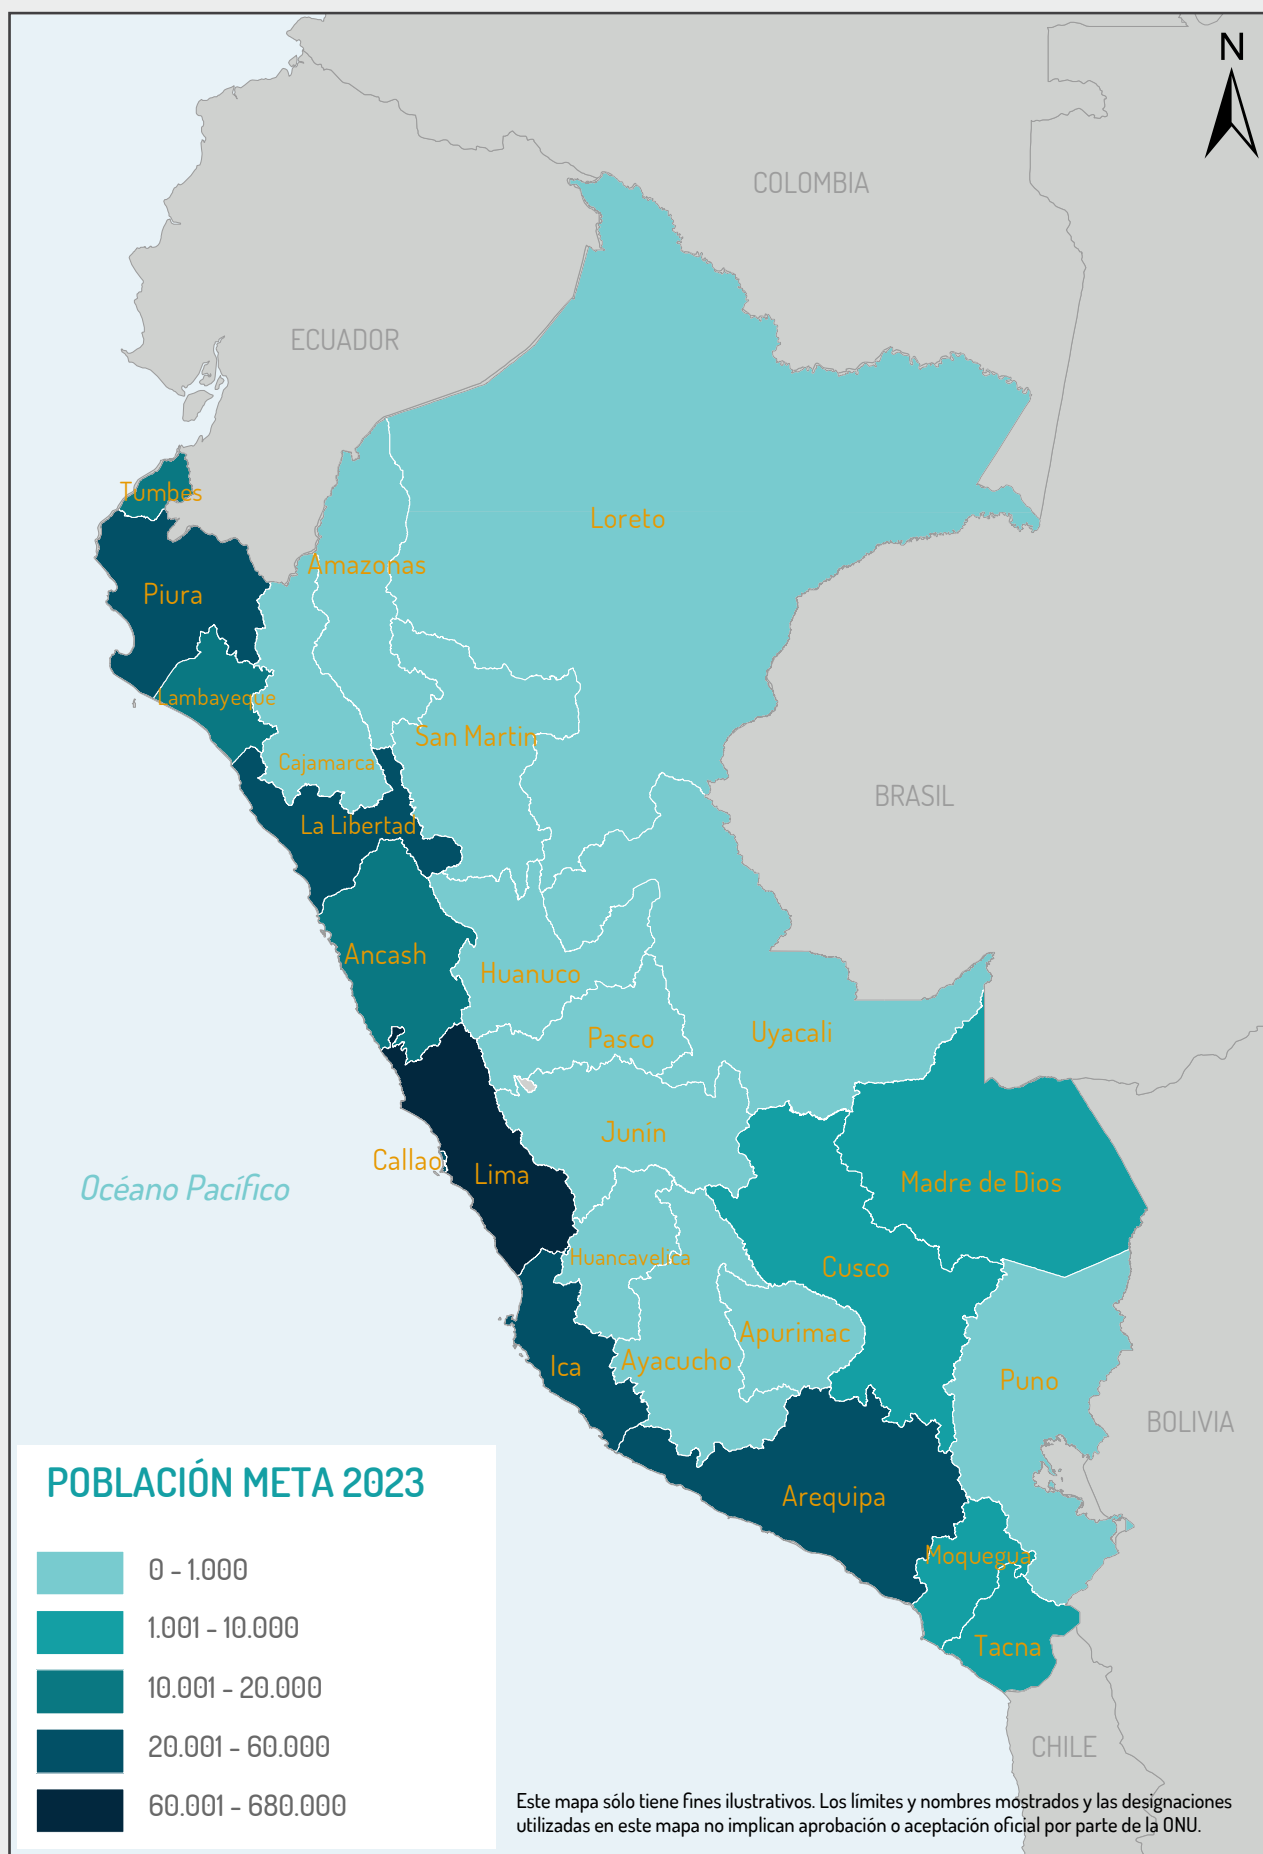 N
COLOMBIA
ECUADOR
Tumbes
Loreto
Amazonas
Piura
Lambayeque
San Martin
Cajamarca
BRASIL
La Libertad
Ancash
Huanuco
Uyacali
Pasco
Junín
Callao
Lima
Madre de Dios
Océano Pacífico
Huancavelica
Cusco
Apurimac
Ica
Ayacucho
Puno
BOLIVIA
Arequipa
Moquegua
Tacna
CHILE
POBLACIÓN META 2023
0 - 1.000
1.001 - 10.000
10.001 - 20.000
20.001 - 60.000
60.001 - 680.000
Este mapa sólo tiene fines ilustrativos. Los límites y nombres mostrados y las designaciones
utilizadas en este mapa no implican aprobación o aceptación oficial por parte de la ONU.